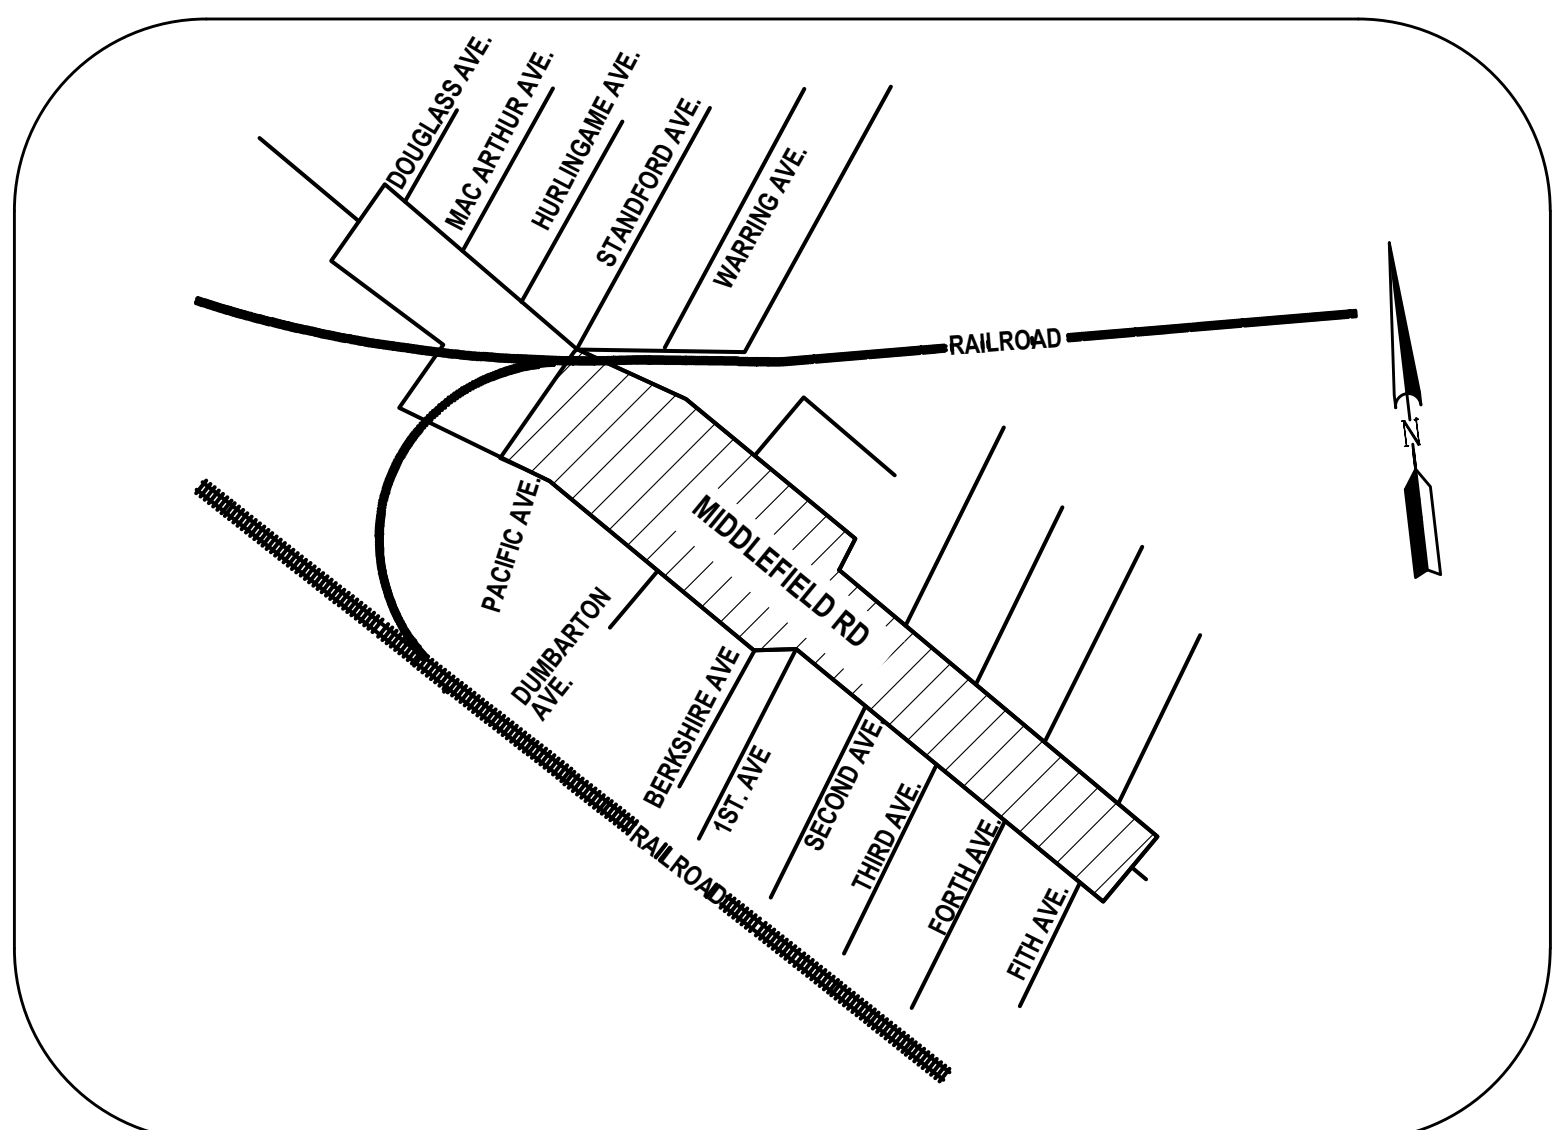 DOUGLASS AVE.
MAC ARTHUR AVE.
HURLINGAME AVE.
STANDFORD AVE.
WARRING AVE.
RAILROAD
N
MIDDLEFIELD RD
PACIFIC AVE.
DUMBARTON
AVE.
BERKSHIRE AVE
1ST. AVE
SECOND AVE.
THIRD AVE.
FORTH AVE.
FITH AVE.
RAILROAD